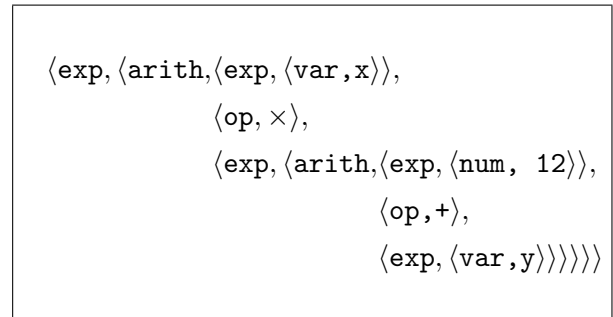 ⟨exp,⟨arith,⟨exp,⟨var,x⟩⟩,
⟨op,×⟩,
⟨exp,⟨arith,⟨exp,⟨num, 12⟩⟩,
⟨op,+⟩,
⟨exp,⟨var,y⟩⟩⟩⟩⟩⟩